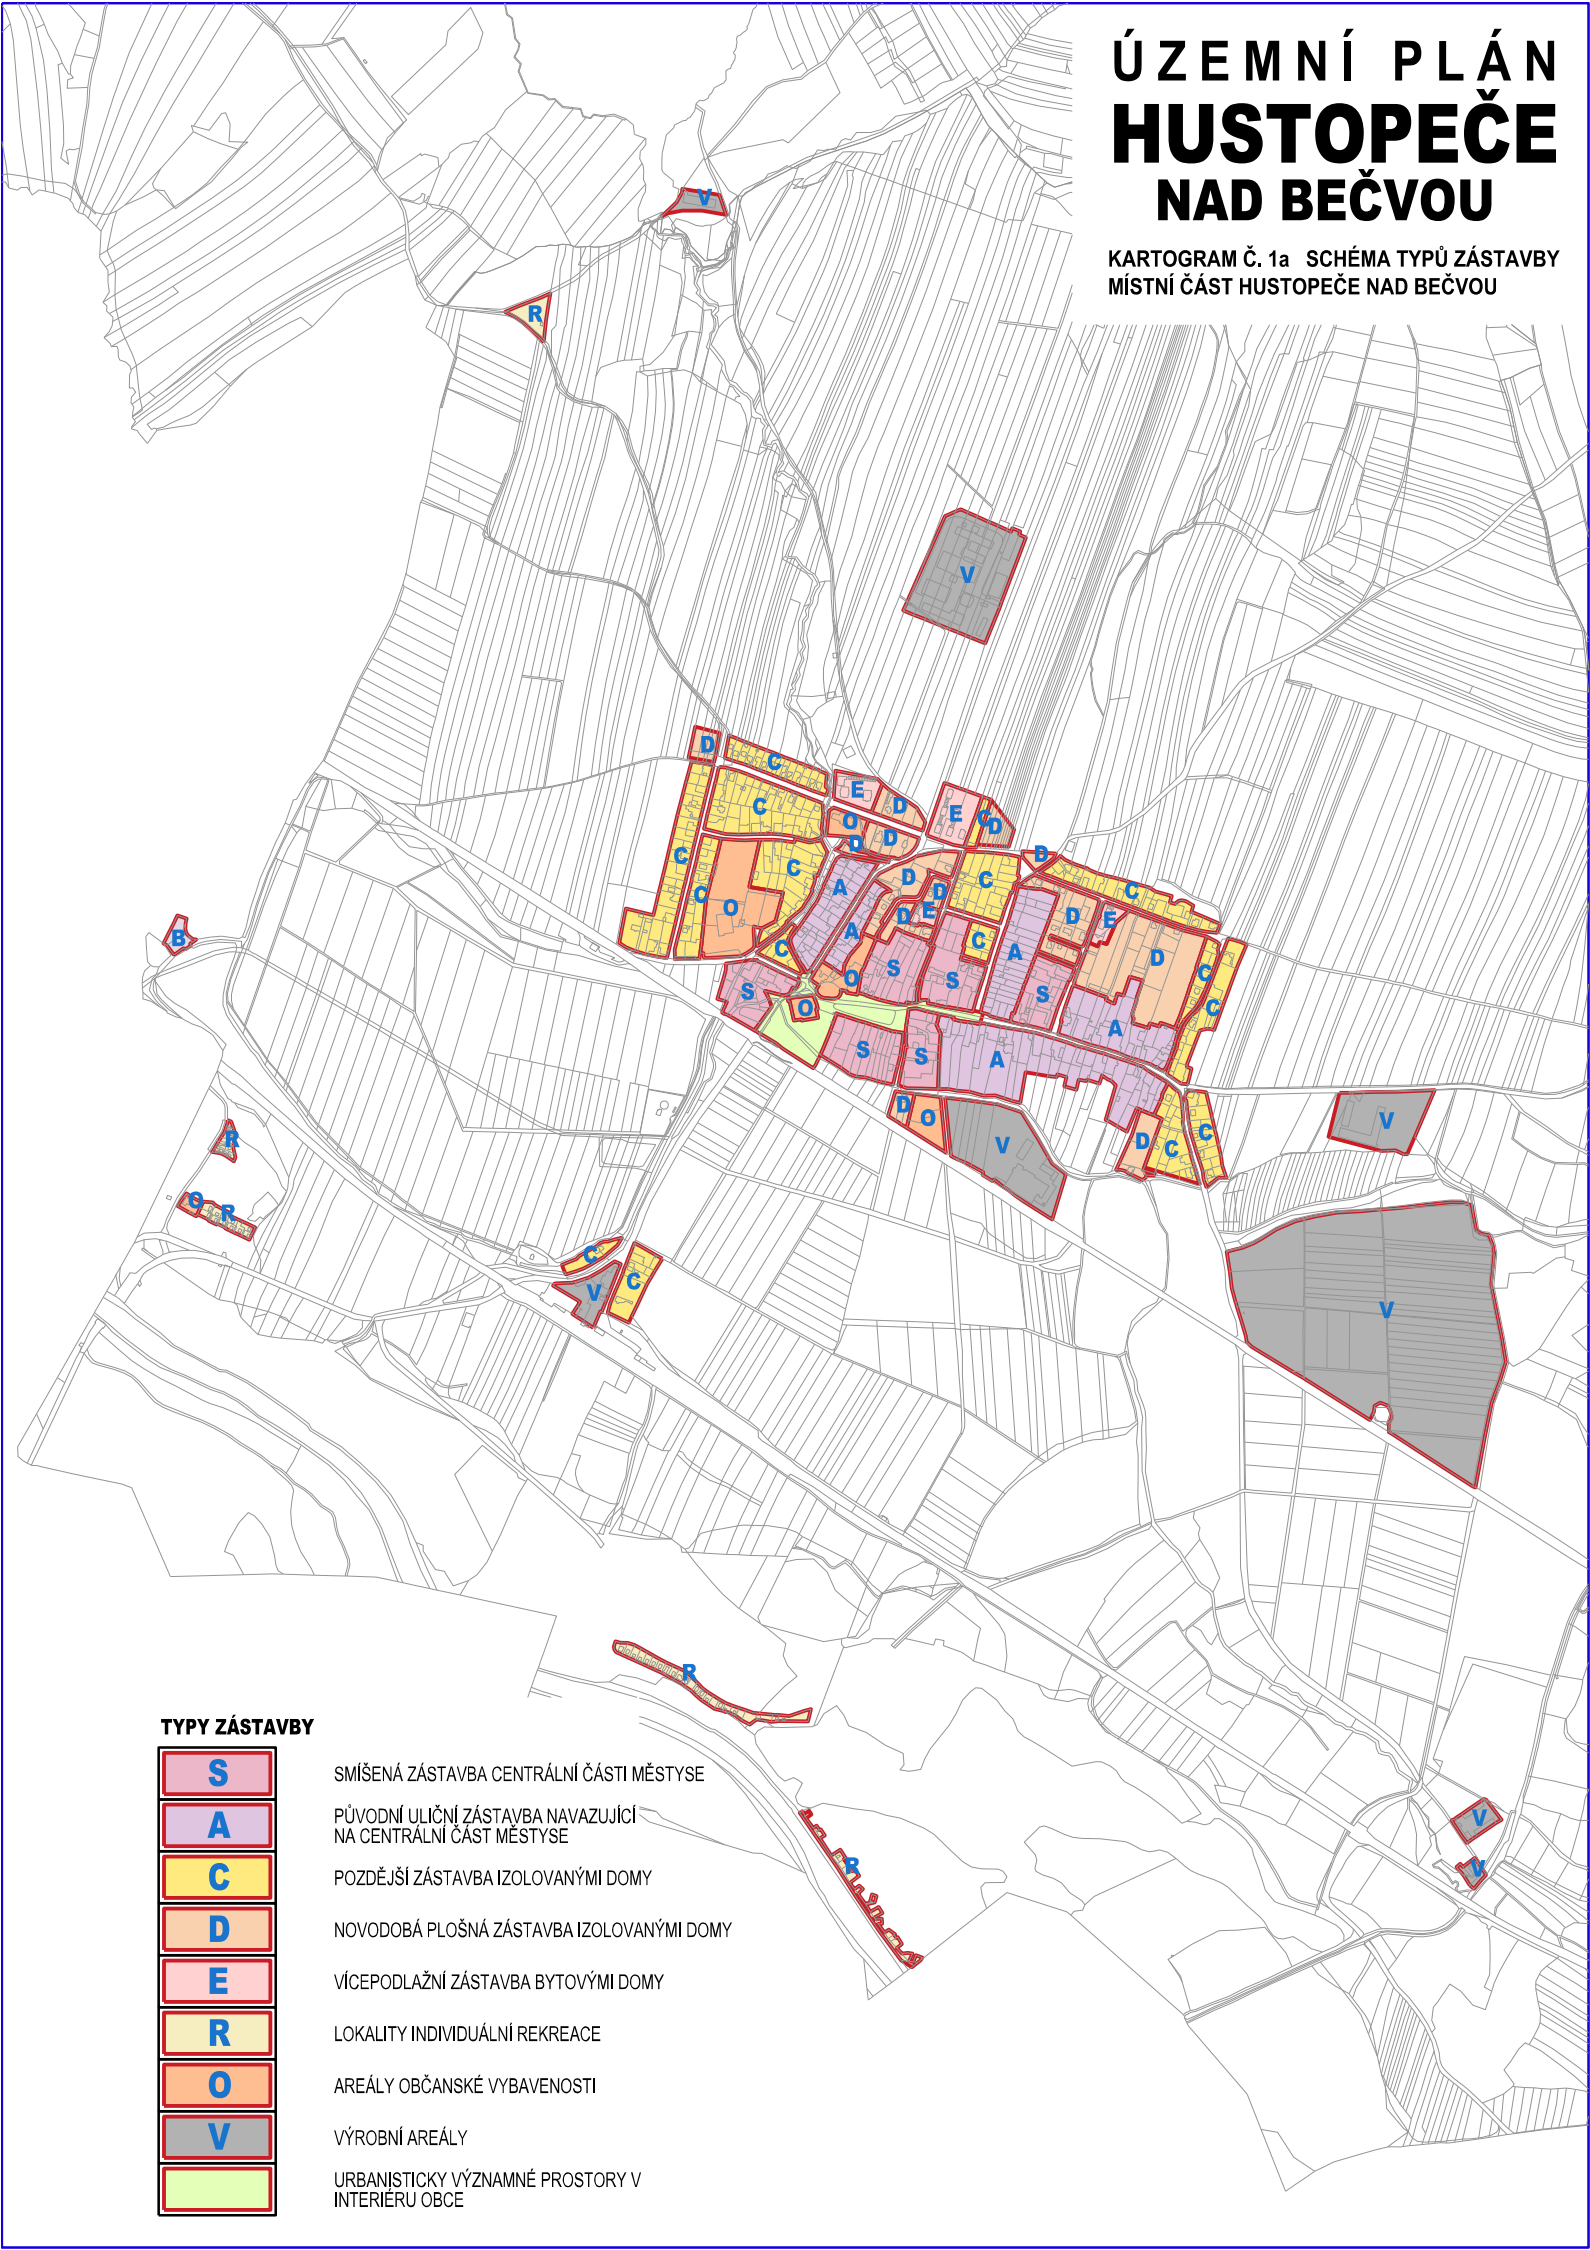 ÚZEMNÍ PLÁN
HUSTOPEČE
NAD BEČVOU
KARTOGRAM Č. 1a SCHÉMA TYPŮ ZÁSTAVBY
MÍSTNÍ ČÁST HUSTOPEČE NAD BEČVOU
V
R
V
D
C
C
E
D
E
C
D
O
D
D
C
C
C
O
A
D
D
E
D
C
D
C
A
D
E
C
A
D
C
C
B
C
S
O
O
S
S
S
A
S
S
A
D
O
V
D
C
C
V
R
O
R
C
V
C
V
R
R
V
V
TYPY ZÁSTAVBY
S SMÍŠENÁ ZÁSTAVBA CENTRÁLNÍ ČÁSTI MĚSTYSE
A PŮVODNÍ ULIČNÍ ZÁSTAVBA NAVAZUJÍCÍ
NA CENTRÁLNÍ ČÁST MĚSTYSE
C POZDĚJŠÍ ZÁSTAVBA IZOLOVANÝMI DOMY
D NOVODOBÁ PLOŠNÁ ZÁSTAVBA IZOLOVANÝMI DOMY
E VÍCEPODLAŽNÍ ZÁSTAVBA BYTOVÝMI DOMY
R LOKALITY INDIVIDUÁLNÍ REKREACE
O AREÁLY OBČANSKÉ VYBAVENOSTI
V VÝROBNÍ AREÁLY
URBANISTICKY VÝZNAMNÉ PROSTORY V
INTERIÉRU OBCE